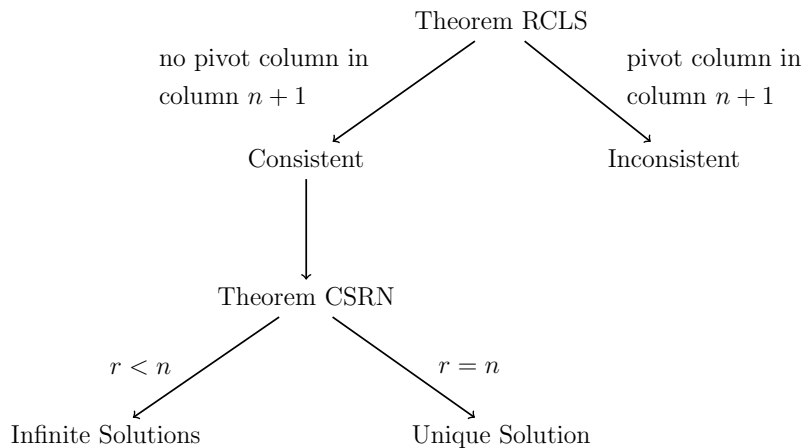 Theorem RCLS
no pivot column in
column n + 1
pivot column in
column n + 1
Consistent
Inconsistent
Theorem CSRN
r < n
r = n
Infinite Solutions
Unique Solution